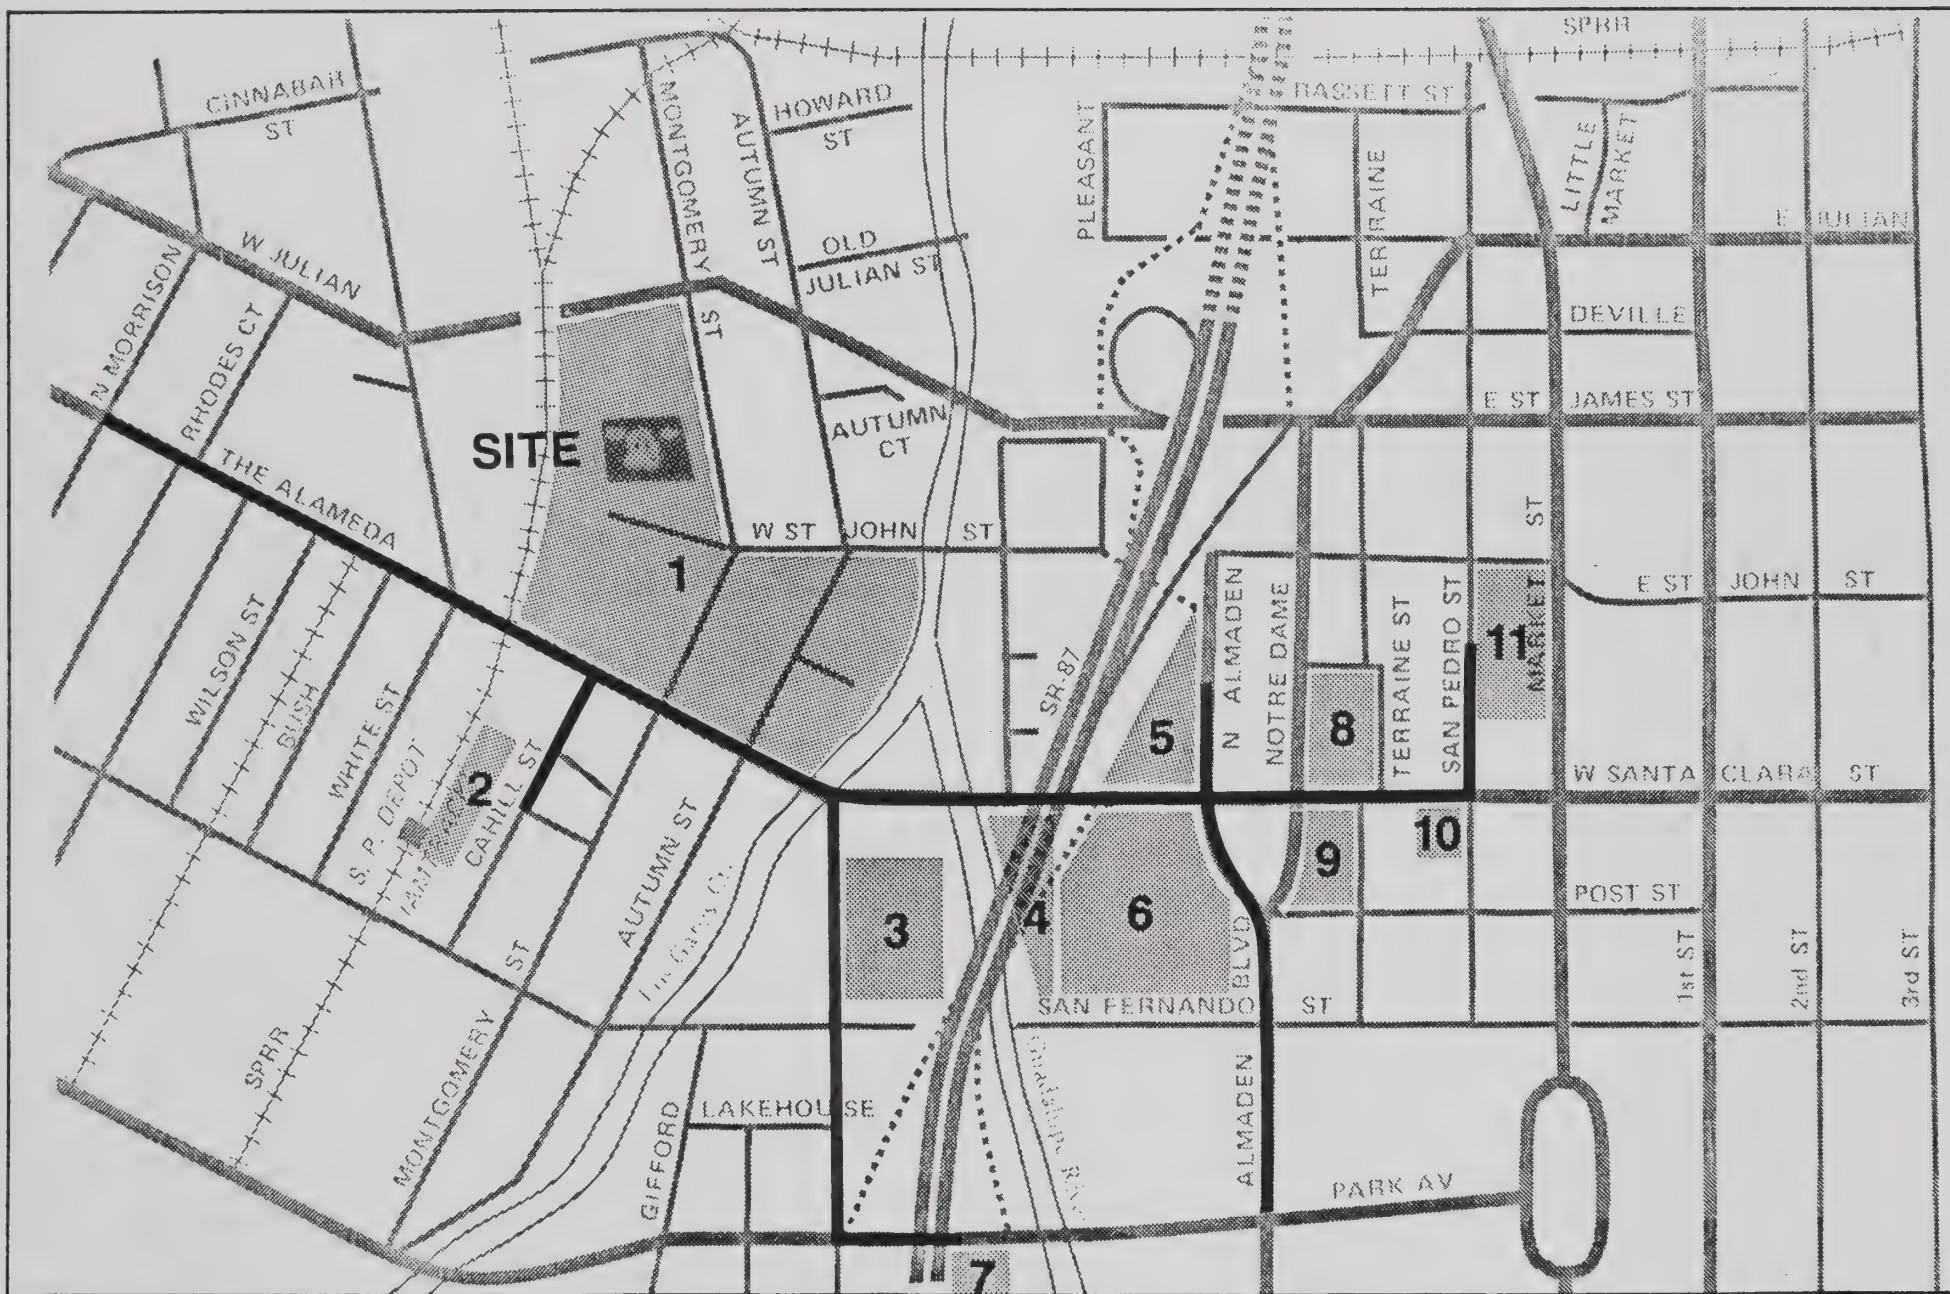 SPRR
CINNABAR
ST
MONTGOMERY
ST
AUTUMN ST
HOWARD
ST
PLEASANT
BASSETT ST
TERRAINE
LITTLE
MARKET
E JULIAN
N MORRISON
W JULIAN
RHODES CT
OLD
JULIAN ST
DEVILLE
E ST JAMES ST
AUTUMN
CT
SITE
THE ALAMEDA
W ST JOHN ST
1
WILSON ST
BUSH
WHITE ST
S. P. DEPOT
2
CAHILL ST
AUTUMN ST
SR-87
5
N ALMADEN
NOTRE DAME
8
TERRAINE ST
SAN PEDRO ST
11
MARKET
ST
E ST JOHN ST
W SANTA CLARA ST
3
4
6
9
10
POST ST
BLVD
SAN FERNANDO ST
1st ST
2nd ST
3rd ST
SPRR
MONTGOMERY
ST
GIFFORD
LAKEHOUSE
ALMADEN
PARK AV
7